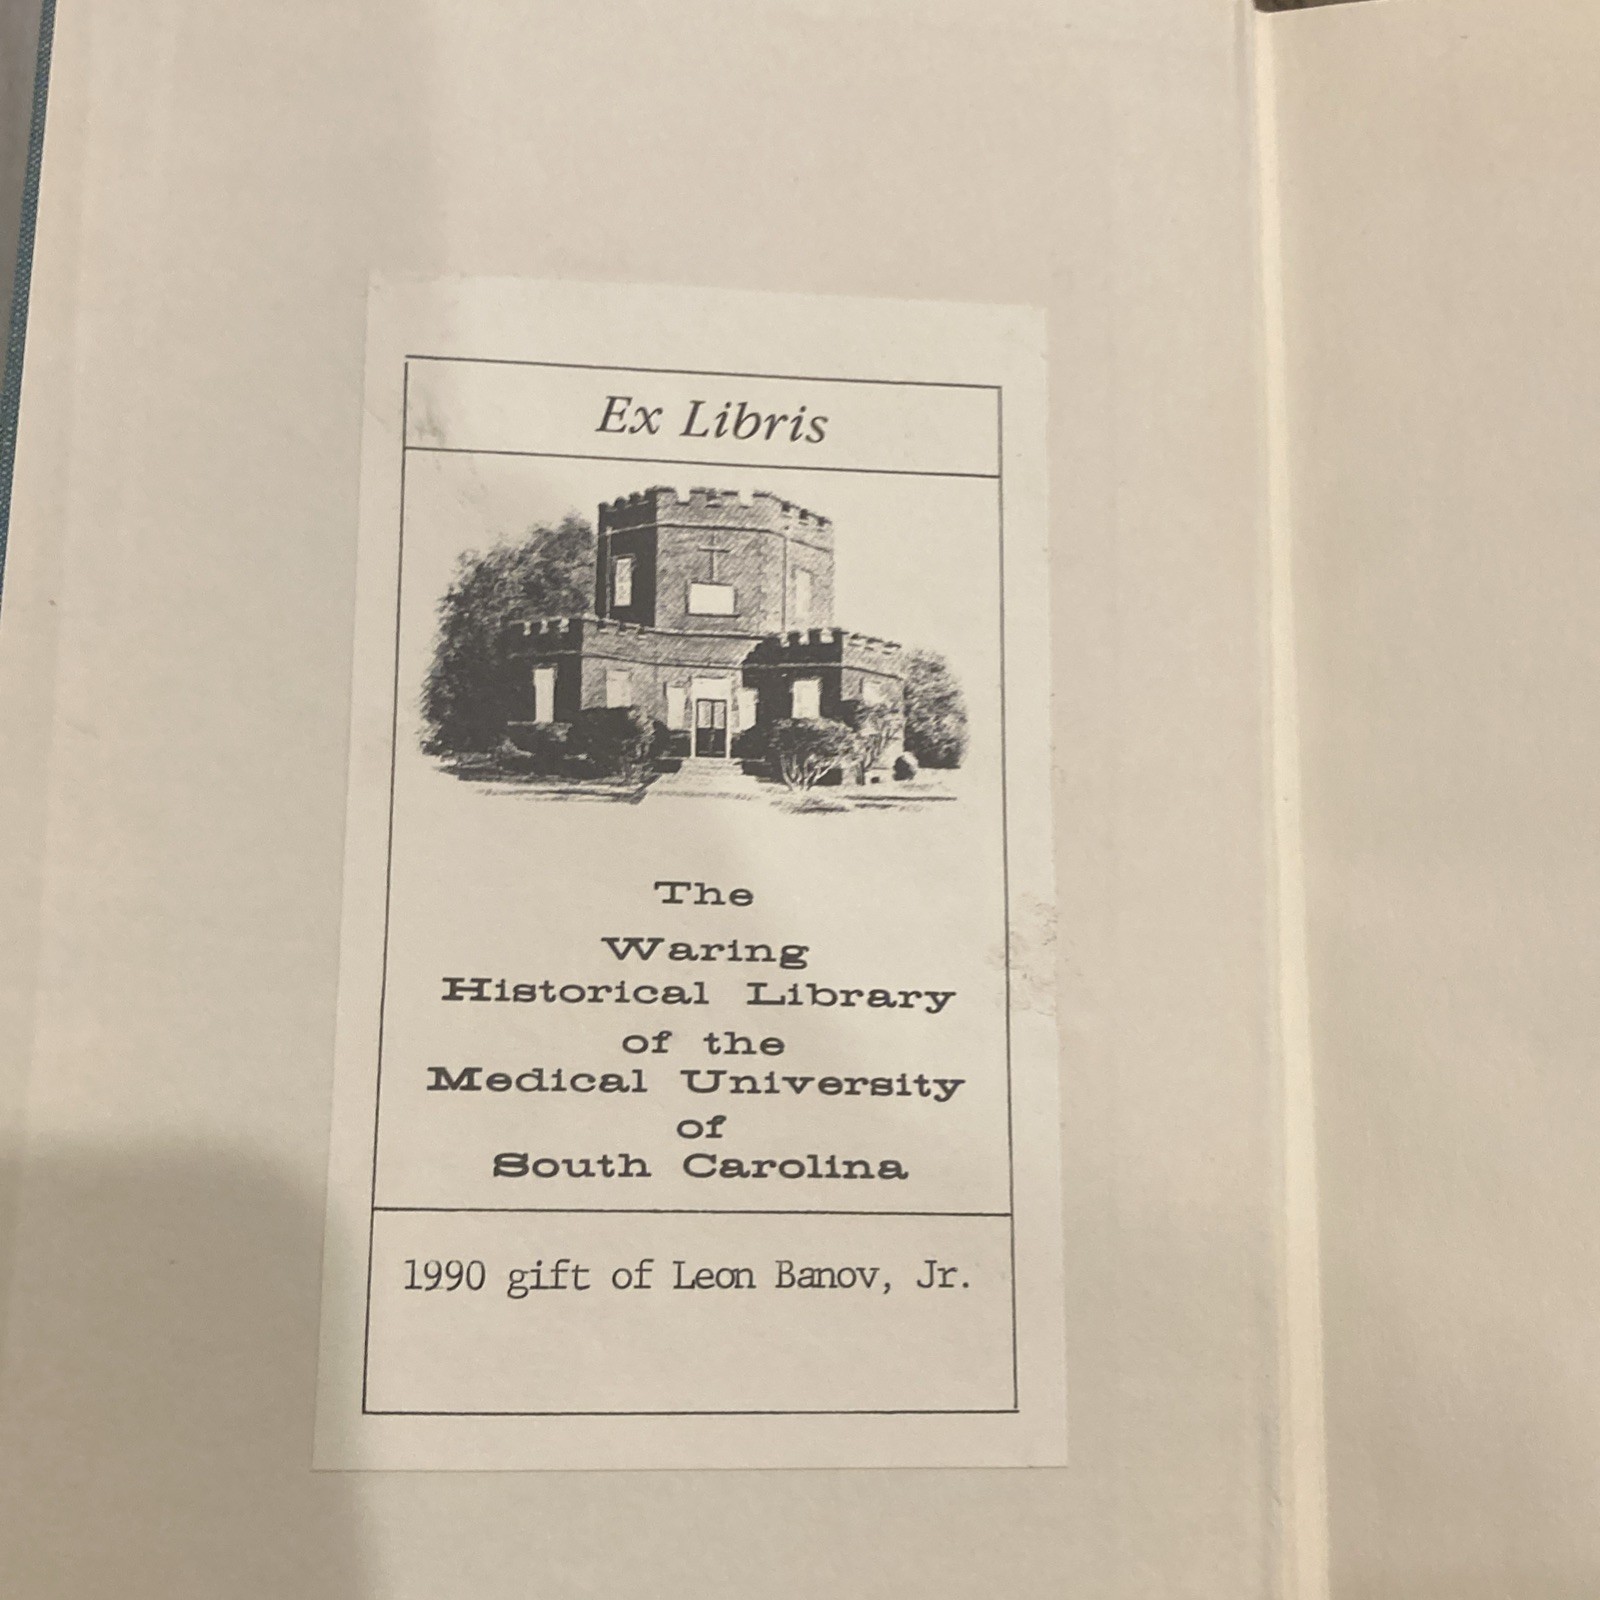 Ex Libris
The
Waring
Historical Library
of the
Medical University
of
South Carolina
1990 gift of Leon Banov, Jr.